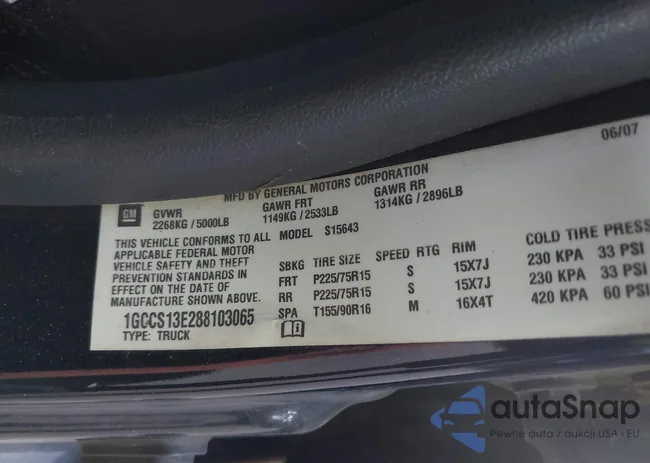 06/07
MFD BY GENERAL MOTORS CORPORATION
GM GVWR GAWR FRT GAWR RR
2268KG / 5000LB 1149KG / 2533LB 1314KG / 2896LB
THIS VEHICLE CONFORMS TO ALL MODEL S15643
APPLICABLE FEDERAL MOTOR
VEHICLE SAFETY AND THEFT
PREVENTION STANDARDS IN
EFFECT ON THE DATE OF
MANUFACTURE SHOWN ABOVE.
1GCCS13E288103065
TYPE: TRUCK
SBKG TIRE SIZE SPEED RTG RIM COLD TIRE PRESS
FRT P225/75R15 S 15X7J 230 KPA 33 PSI
RR P225/75R15 S 15X7J 230 KPA 33 PSI
SPA T155/90R16 M 16X4T 420 KPA 60 PSI
autaSnap
Pewne auta z aukcji USA i EU